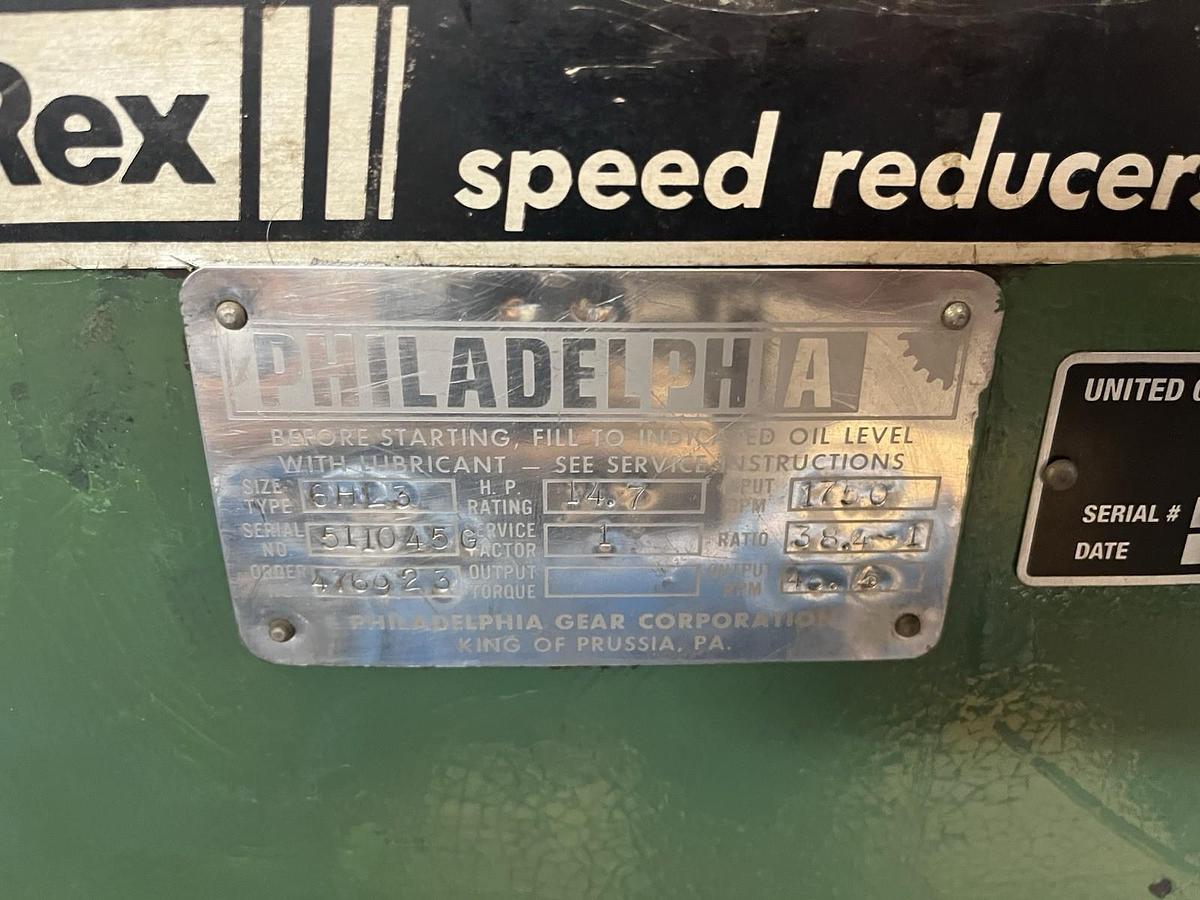 Rex
speed reducers
PHILADELPHIA
BEFORE STARTING, FILL TO INDICATED OIL LEVEL
WITH LUBRICANT – SEE SERVICE INSTRUCTIONS
SIZE TYPE 6HL3 H. P. RATING 14.7 INPUT RPM 1750
SERIAL NO. 511045G SERVICE FACTOR 1 RATIO 38.4-1
ORDER 476923 OUTPUT TORQUE OUTPUT RPM
PHILADELPHIA GEAR CORPORATION
KING OF PRUSSIA, PA.
UNITED
SERIAL #
DATE